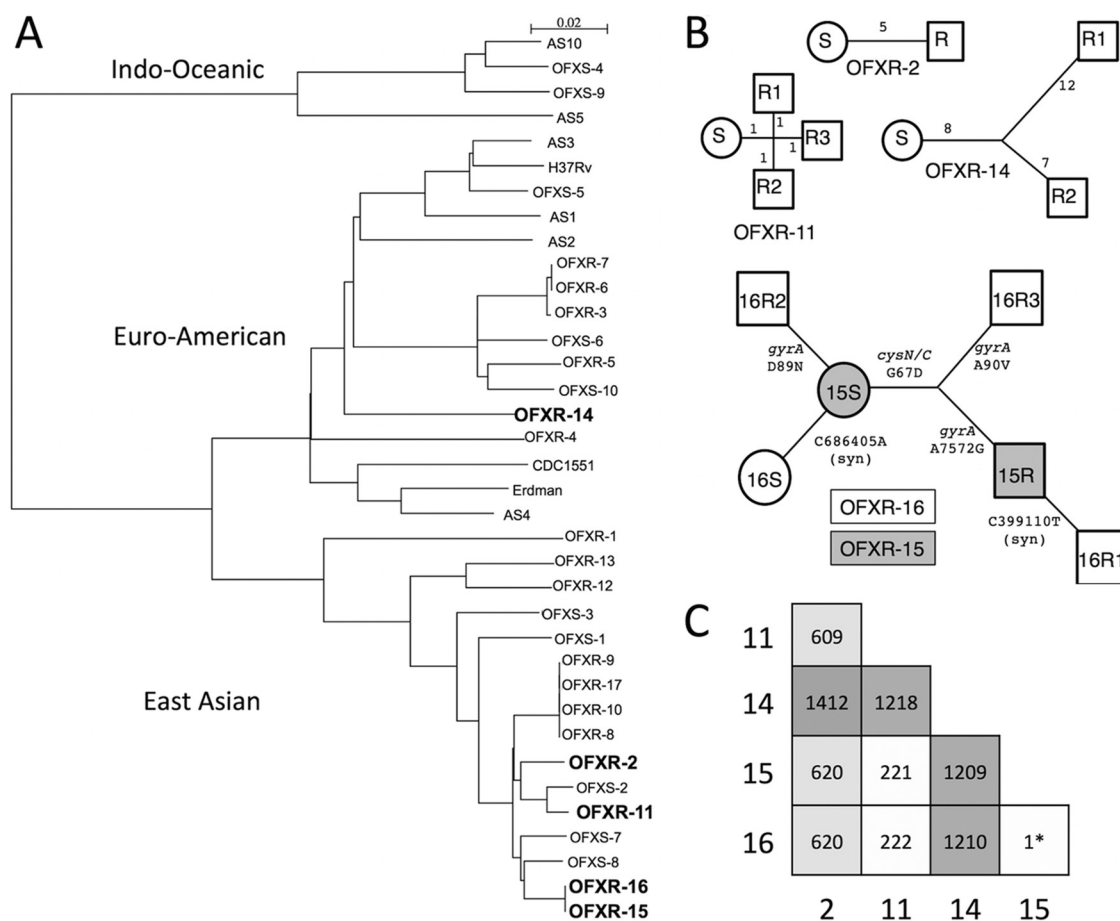 A
0.02
Indo-Oceanic
AS10
OFXS-4
OFXS-9
AS5
AS3
H37Rv
OFXS-5
AS1
AS2
OFXR-7
OFXR-6
OFXR-3
Euro-American
OFXS-6
OFXR-5
OFXS-10
OFXR-14
OFXR-4
CDC1551
Erdman
AS4
OFXR-1
OFXR-13
OFXR-12
OFXS-3
OFXS-1
OFXR-9
OFXR-17
East Asian
OFXR-10
OFXR-8
OFXR-2
OFXS-2
OFXR-11
OFXS-7
OFXS-8
OFXR-16
OFXR-15
B
S 5 R
OFXR-2
R1
S 1 1 1 R3
1
R2
OFXR-11
R1
12
S 8
OFXR-14
7
R2
16R2
16R3
gyrA
D89N
cysN/C
G67D
gyrA
A90V
15S
C686405A
(syn)
gyrA
A7572G
16S
15R
OFXR-16
OFXR-15
C399110T
(syn)
16R1
C
11 609
14 1412 1218
15 620 221 1209
16 620 222 1210 1*
2 11 14 15